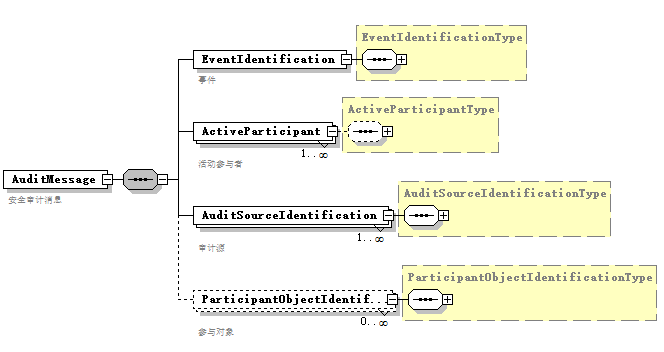 EventIdentificationType
EventIdentification
事件
ActiveParticipantType
ActiveParticipant
1..∞
活动参与者
AuditMessage
安全审计消息
AuditSourceIdentificationType
AuditSourceIdentification
1..∞
审计源
ParticipantObjectIdentificationType
ParticipantObjectIdentif...
0..∞
参与对象